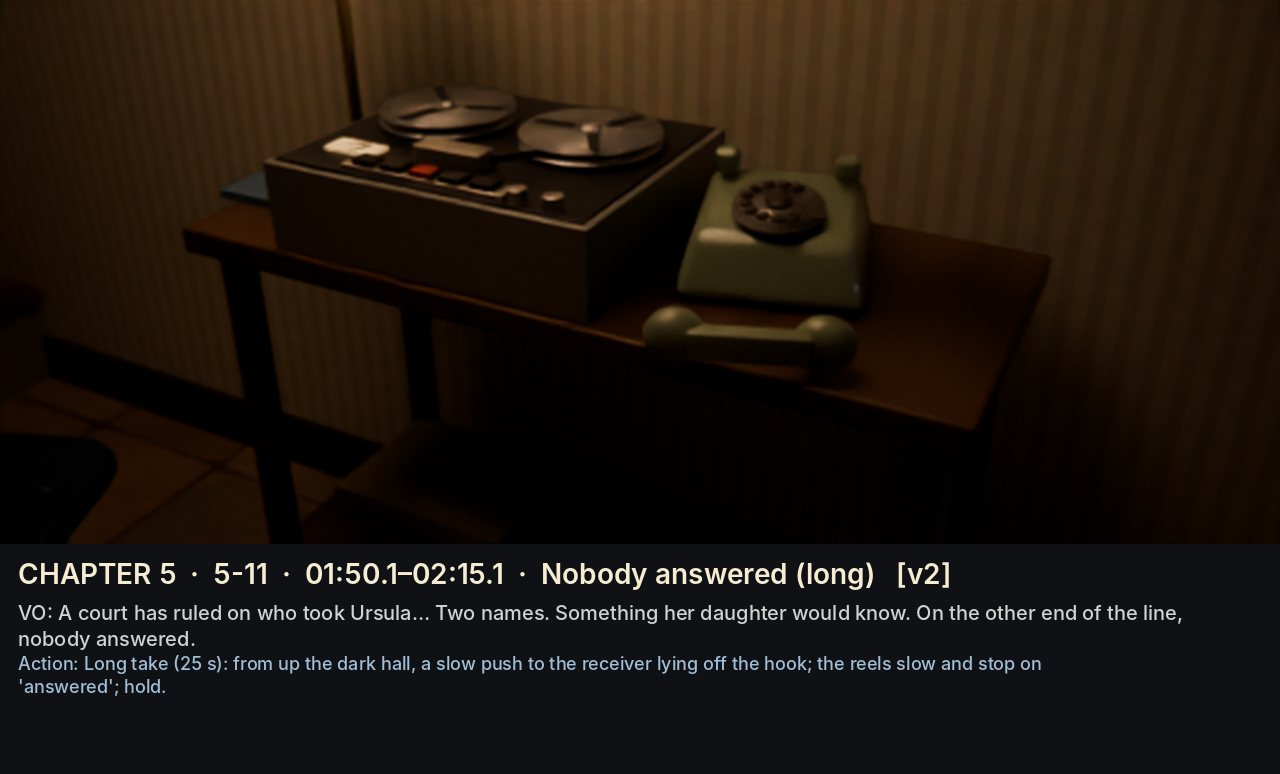 CHAPTER 5 · 5-11 · 01:50.1–02:15.1 · Nobody answered (long) [v2]
VO: A court has ruled on who took Ursula... Two names. Something her daughter would know. On the other end of the line,
nobody answered.
Action: Long take (25 s): from up the dark hall, a slow push to the receiver lying off the hook; the reels slow and stop on
'answered'; hold.